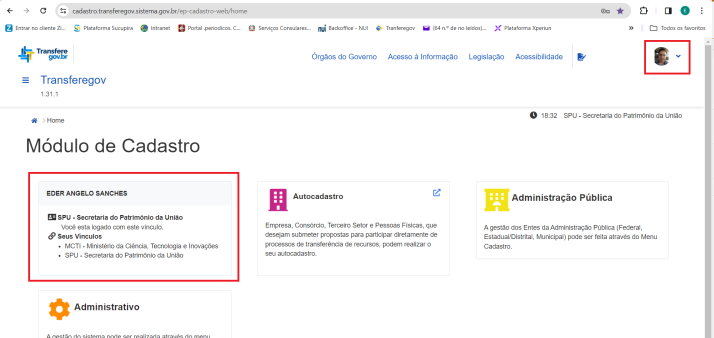 cadastro.transferegov.sistema.gov.br/ep-cadastro-web/home
Entrar no cliente Zi...
Plataforma Sucupira
Intranet
Portal .periodicos. C...
Serviços Consulares...
Backoffice - NUI
Transferegov
(64 n.º de no leídos)...
Plataforma Xperiun
»
Todos os favoritos
Transfere
gov.br
Órgãos do Governo
Acesso à Informação
Legislação
Acessibilidade
Transferegov
1.31.1
Home
18:32 SPU - Secretaria do Patrimônio da União
Módulo de Cadastro
EDER ANGELO SANCHES
SPU - Secretaria do Patrimônio da União
Você esta logado com este vínculo.
Seus Vínculos
• MCTI - Ministério da Ciência, Tecnologia e Inovações
• SPU - Secretaria do Patrimônio da União
Autocadastro
Empresa, Consórcio, Terceiro Setor e Pessoas Físicas, que
desejam submeter propostas para participar diretamente de
processos de transferência de recursos, podem realizar o
seu autocadastro.
Administração Pública
A gestão dos Entes da Administração Pública (Federal,
Estadual/Distrital, Municipal) pode ser feita através do Menu
Cadastro.
Administrativo
A gestão do sistema pode ser realizada através do menu